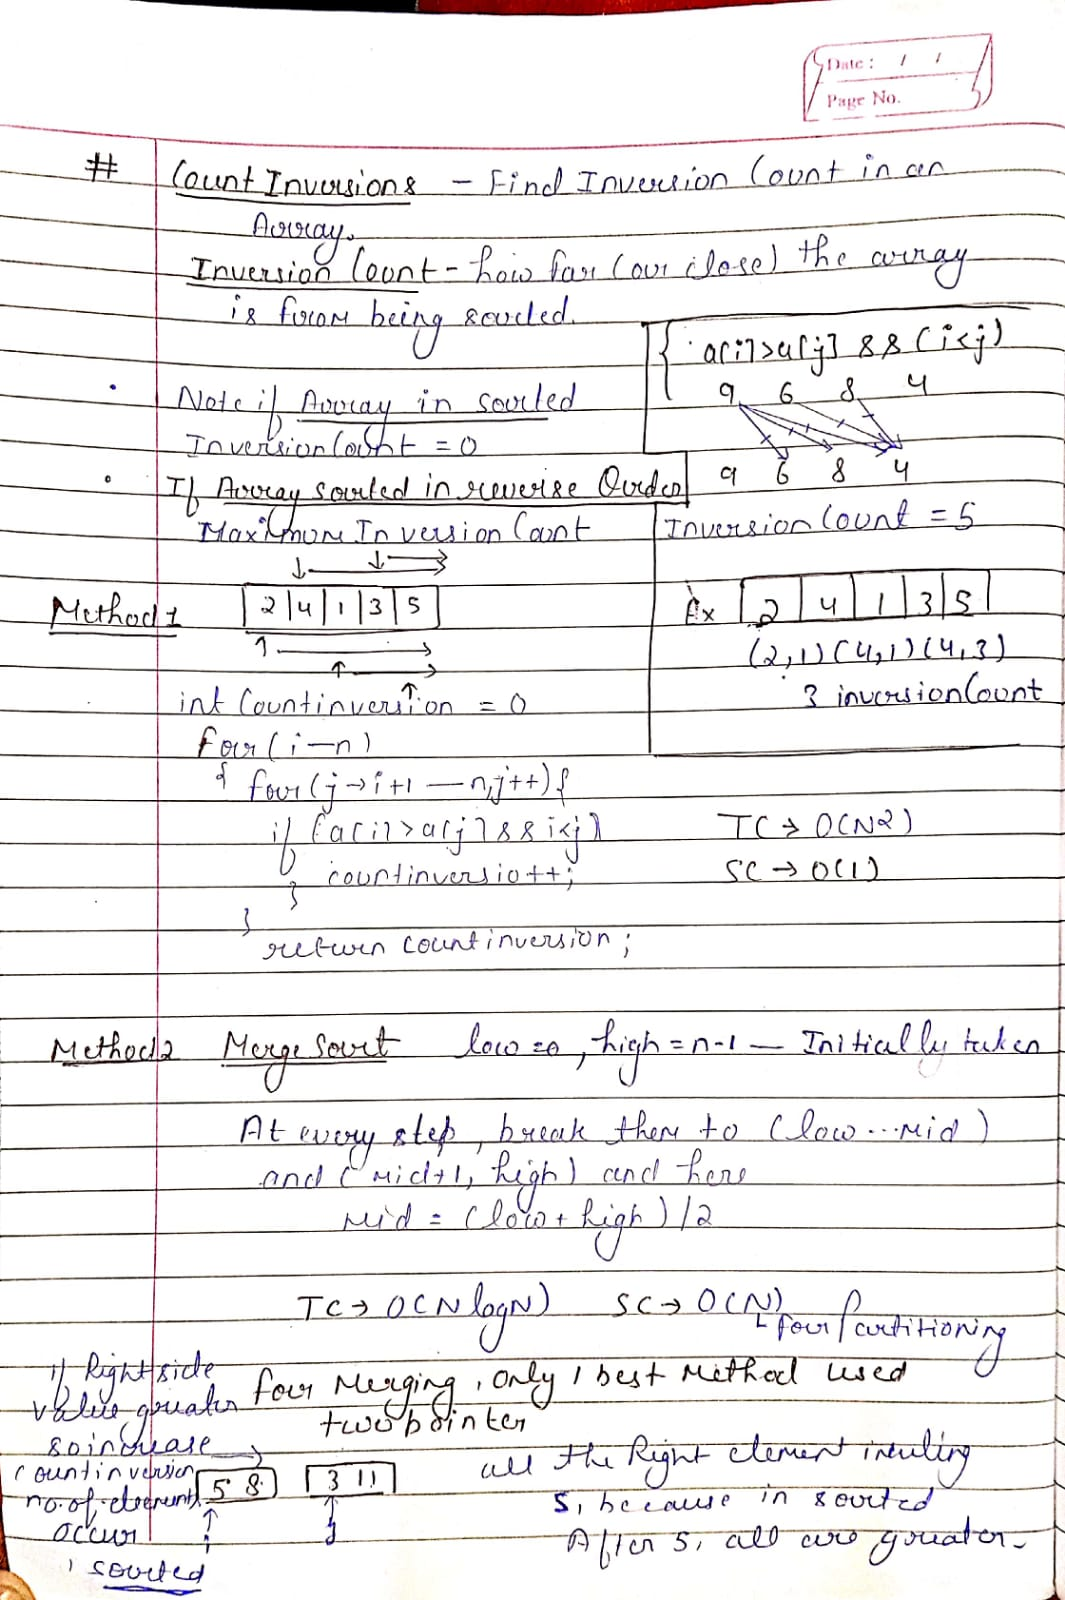 Date : / /
Page No.
# Count Inversions - Find Inversion Count in an
Array.
Inversion Count - how far (or close) the array
is from being sorted.
a[i]>a[j] && (i<j)
9 6 8 4
9 6 8 4
Inversion Count = 5
• Note if Array in sorted
Inversion Count = 0
• If Array sorted in reverse Order
Maximum Inversion Count
Method 1
2 | 4 | 1 | 3 | 5
Ex 2 | 4 | 1 | 3 | 5
(2,1) (4,1) (4,3)
3 inversion Count
int Countinversion = 0
for (i—n)
{ for (j→i+1 — n, j++) {
if (a[i] > a[j] && i<j)
countinversio++;
}
}
return countinversion ;
TC → O(N2)
SC → O(1)
Method 2 Merge Sort low = 0, high = n-1 — Initially taken
At every step, break them to (low...mid)
and (mid+1, high) and here
mid = (low + high) /2
TC → O(N logN) SC → O(N)
for partitioning
for Merging, Only 1 best Method used
two pointer
if Right side
value greater
so increase
countinversion
no. of elements
occur
sorted
5 8 3 11
i j
all the Right element including
5, because in sorted
After 5, all are greater.